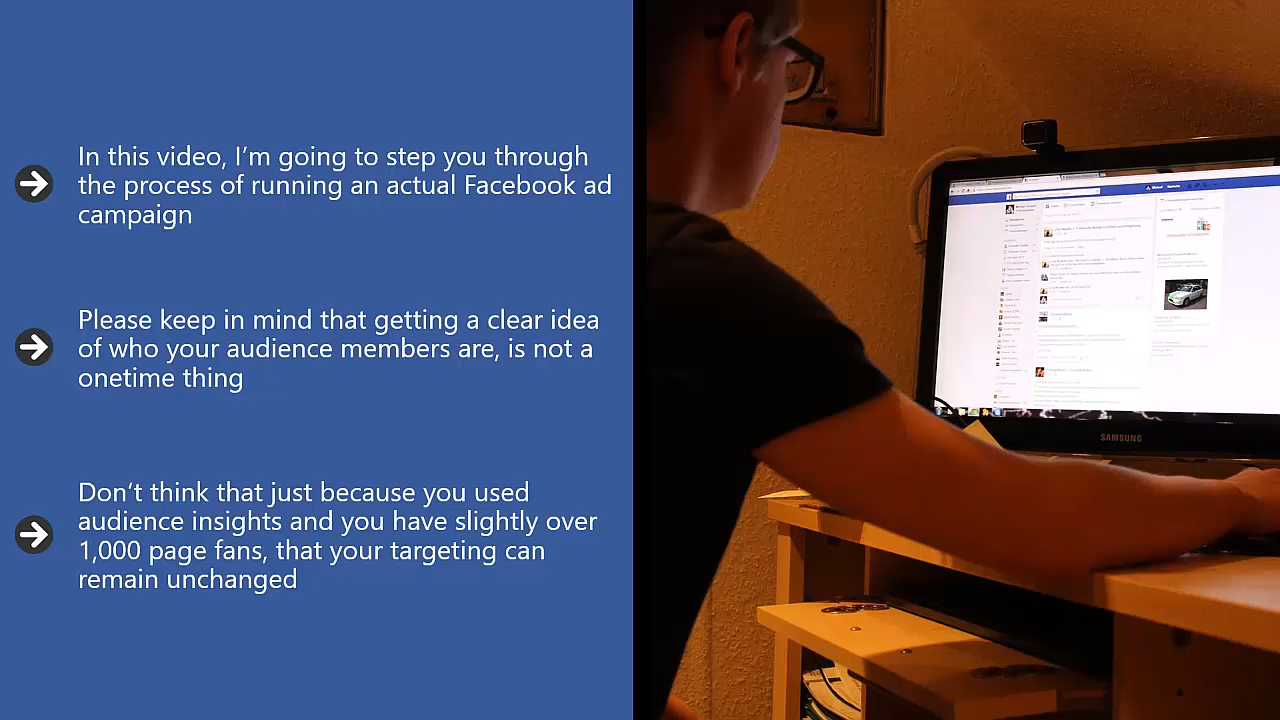 In this video, I'm going to step you through
the process of running an actual Facebook ad
campaign
Please keep in mind that getting a clear idea
of who your audience members are, is not a
onetime thing
Don't think that just because you used
audience insights and you have slightly over
1,000 page fans, that your targeting can
remain unchanged
SAMSUNG